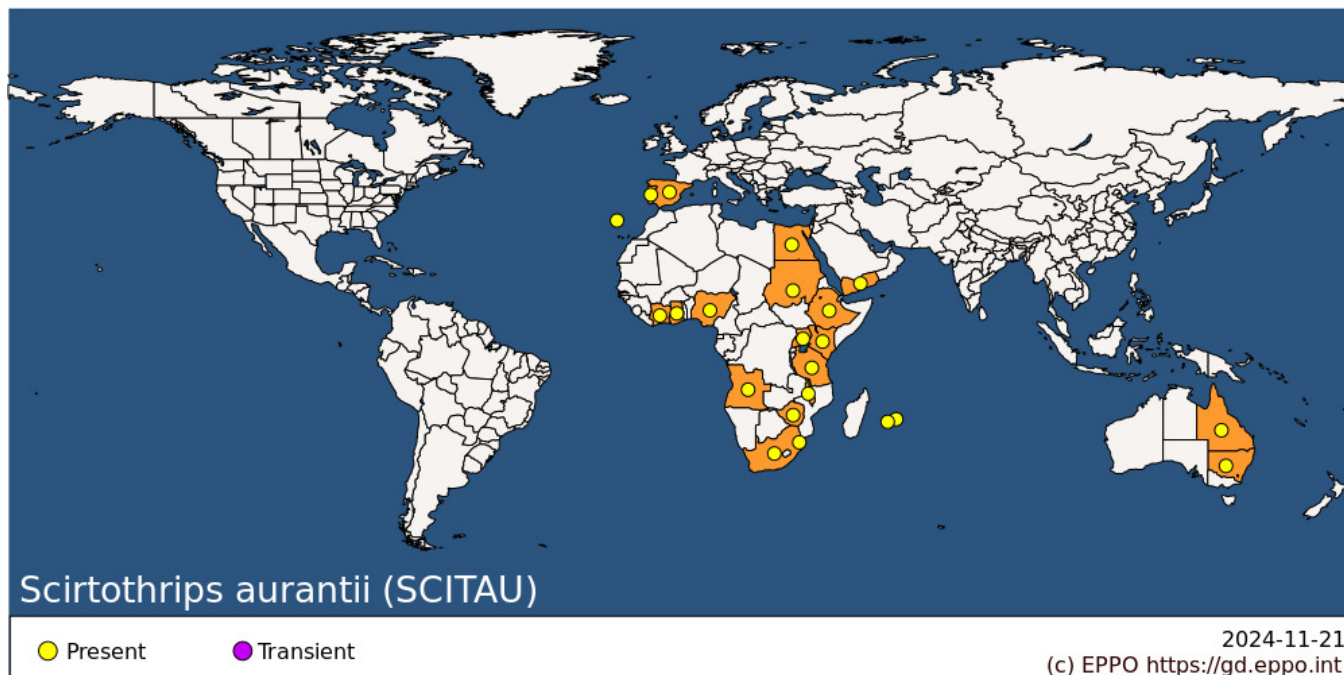 Scirtothrips aurantii (SCITAU)
Present
Transient
2024-11-21
(c) EPPO https://gd.eppo.int